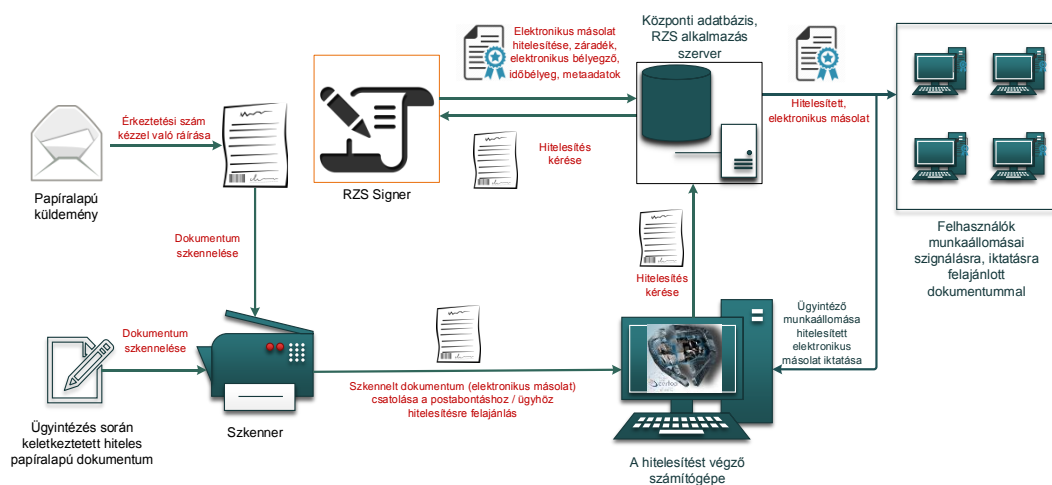 Elektronikus másolat
hitelesítése, záradék,
elektronikus bélyegző,
időbélyeg, metaadatok
Központi adatbázis,
RZS alkalmazás
szerver
Hitelesített,
elektronikus másolat
Érkeztetési szám
kézzel való ráírása
Papíralapú
küldemény
RZS Signer
Hitelesítés
kérése
Felhasználók
munkaállomásai
szignálásra, iktatásra
felajánlott
dokumentummal
Dokumentum
szkennelése
Hitelesítés
kérése
Ügyintéző
munkaállomása
hitelesített
elektronikus
másolat iktatása
Dokumentum
szkennelése
Szkennelt dokumentum (elektronikus másolat)
csatolása a postabontáshoz / ügyhöz
hitelesítésre felajánlás
Szkenner
Ügyintézés során
keletkeztetett hiteles
papíralapú dokumentum
A hitelesítést végző
számítógépe